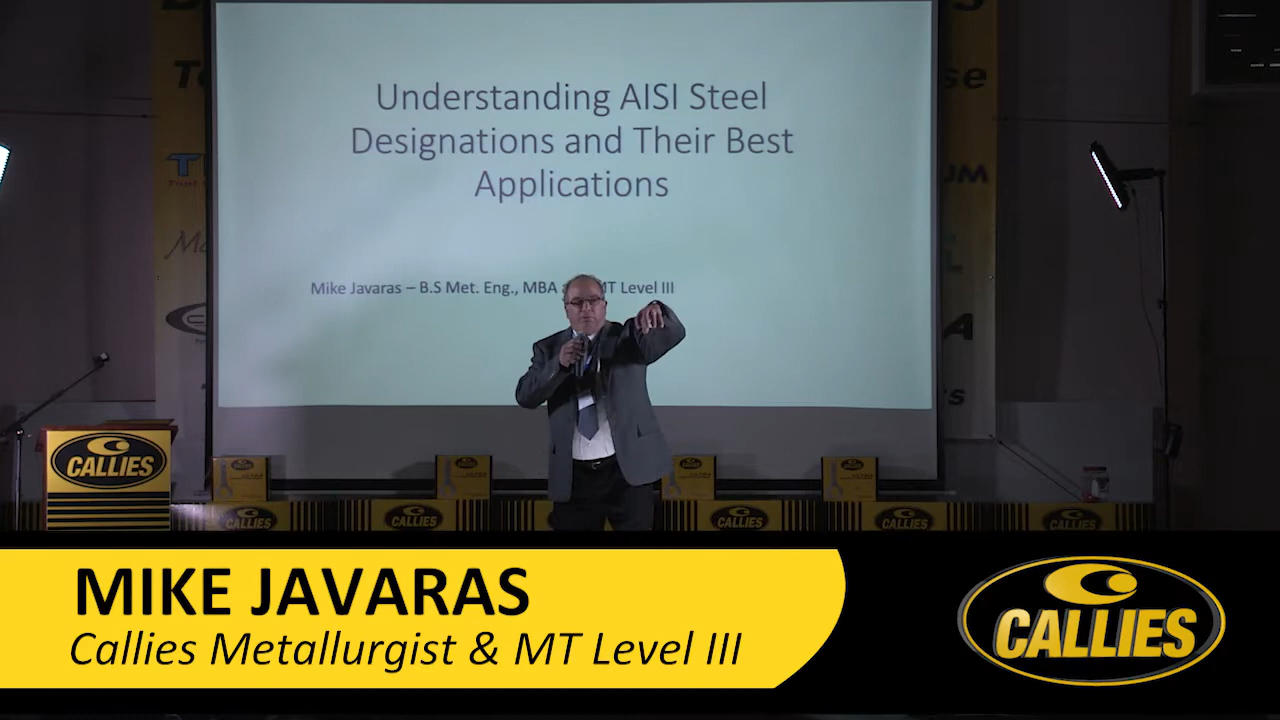 Understanding AISI Steel
Designations and Their Best
Applications
Mike Javaras – B.S Met. Eng., MBA MT Level III
CALLIES
CALLIES
CALLIES
CALLIES
CALLIES
CALLIES
MIKE JAVARAS
Callies Metallurgist & MT Level III
CALLIES